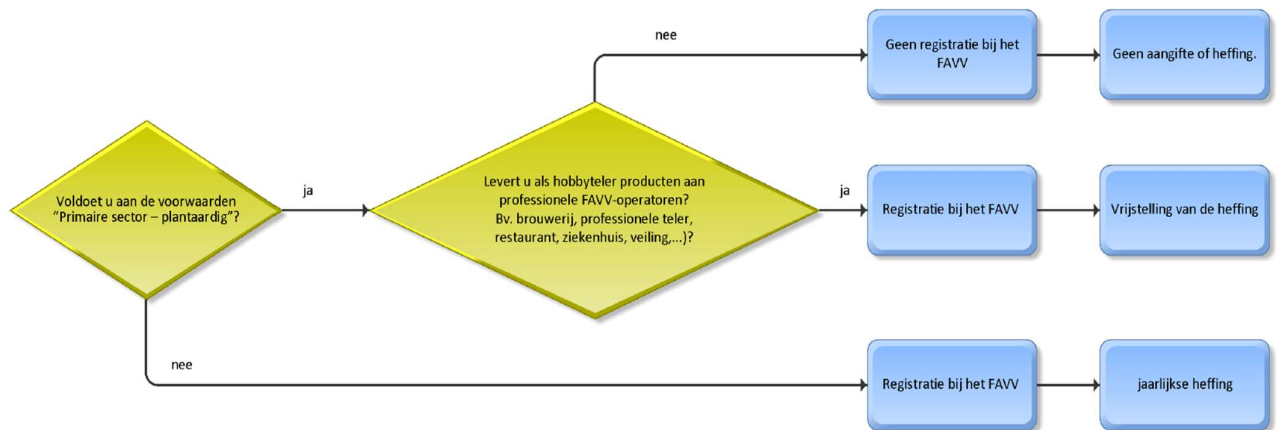 nee
Geen registratie bij het
FAVV
Geen aangifte of heffing.
Voldoet u aan de voorwaarden
“Primaire sector – plantaardig”?
ja
Levert u als hobbyteler producten aan
professionele FAVV-operatoren?
Bv. brouwerij, professionele teler,
restaurant, ziekenhuis, veiling,...)?
ja
Registratie bij het FAVV
Vrijstelling van de heffing
nee
Registratie bij het FAVV
jaarlijkse heffing